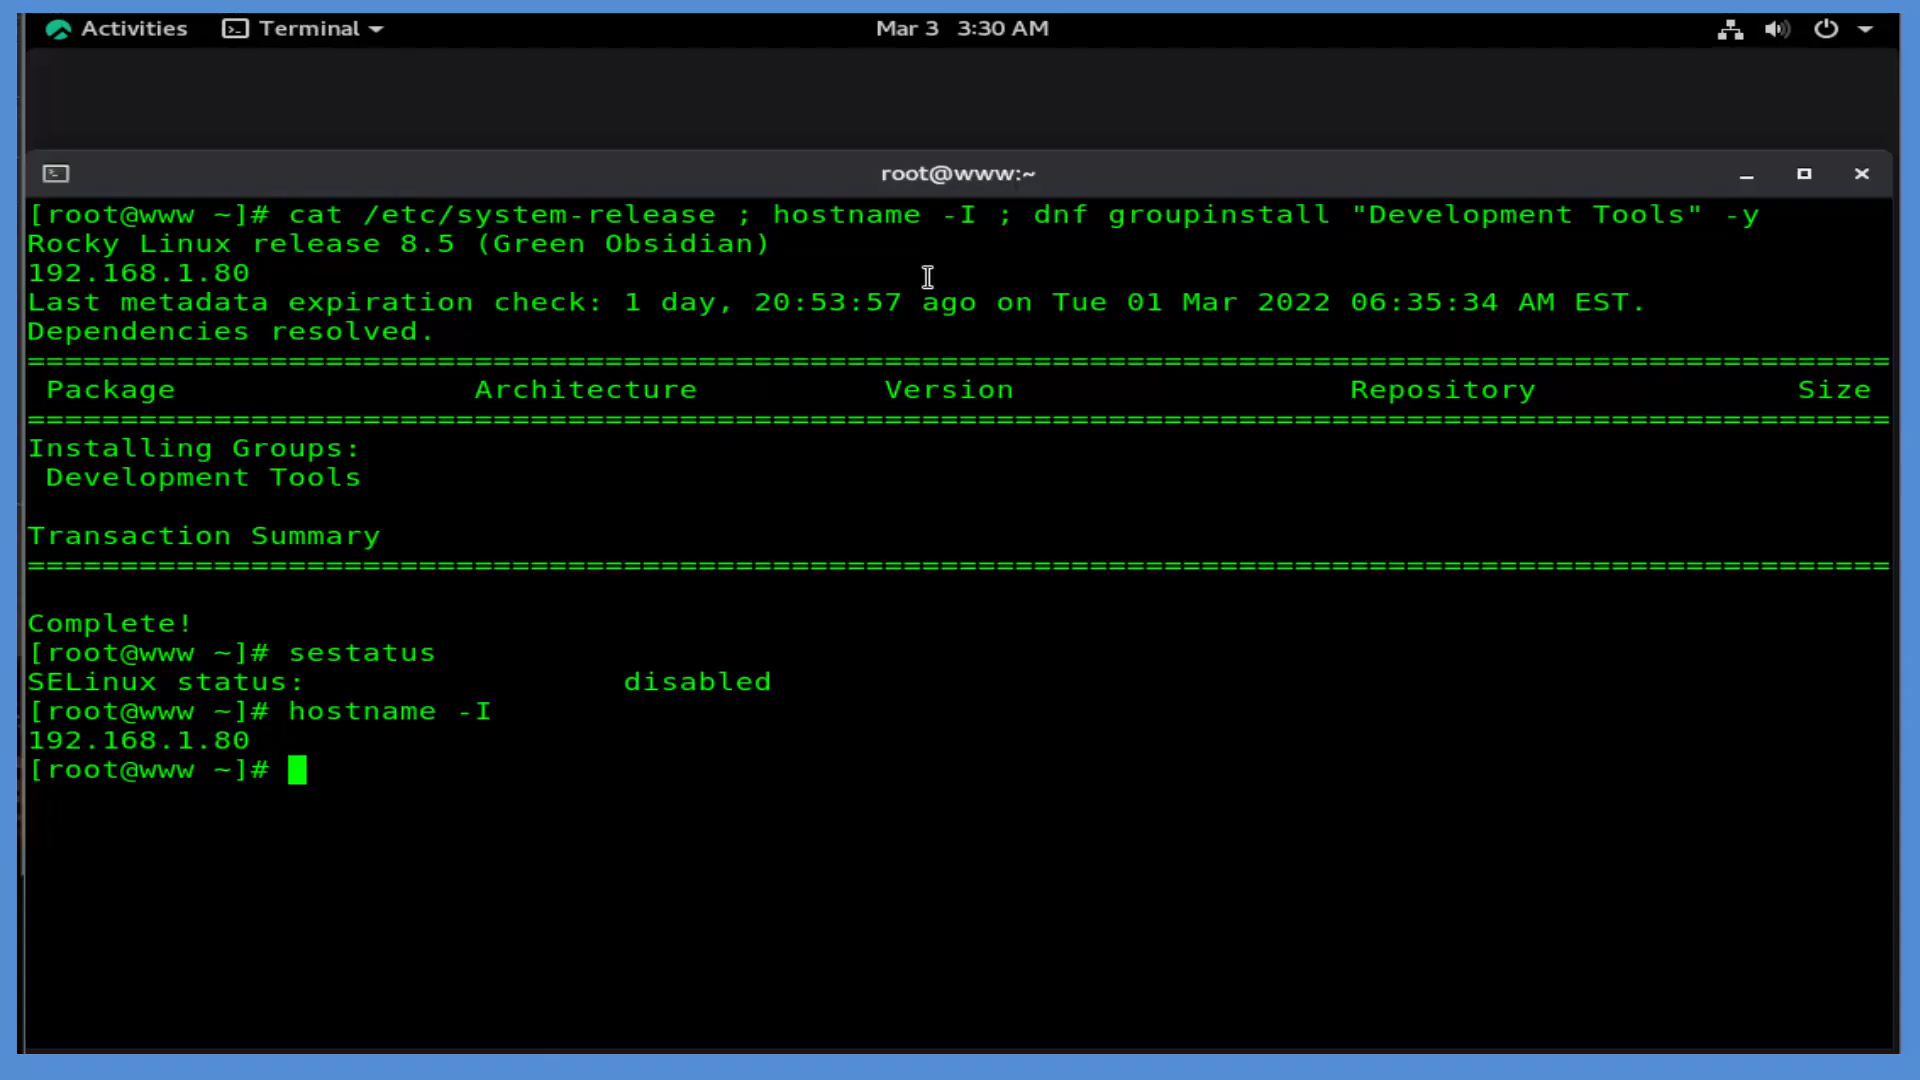 Activities Terminal Mar 3 3:30 AM
root@www:~
[root@www ~]# cat /etc/system-release ; hostname -I ; dnf groupinstall "Development Tools" -y
Rocky Linux release 8.5 (Green Obsidian)
192.168.1.80
Last metadata expiration check: 1 day, 20:53:57 ago on Tue 01 Mar 2022 06:35:34 AM EST.
Dependencies resolved.
====================================================================================================
Package Architecture Version Repository Size
====================================================================================================
Installing Groups:
Development Tools
Transaction Summary
====================================================================================================
Complete!
[root@www ~]# sestatus
SELinux status: disabled
[root@www ~]# hostname -I
192.168.1.80
[root@www ~]#